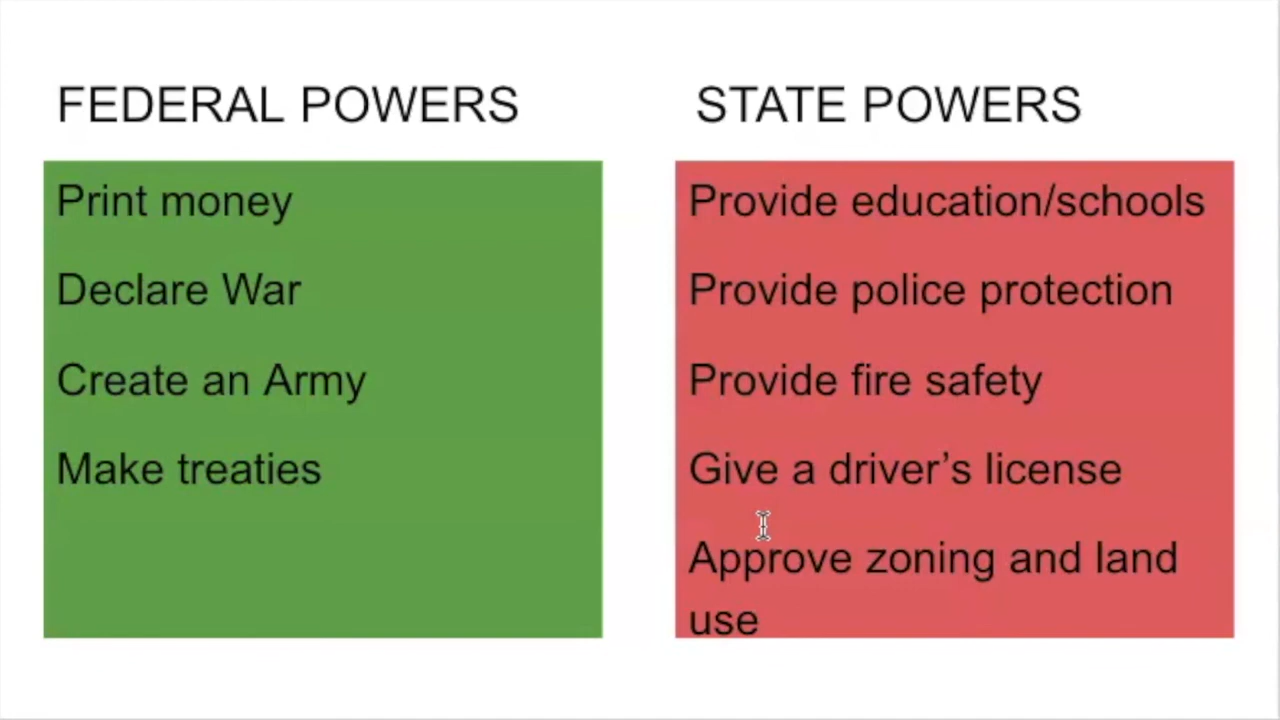 FEDERAL POWERS
Print money
Declare War
Create an Army
Make treaties
STATE POWERS
Provide education/schools
Provide police protection
Provide fire safety
Give a driver’s license
Approve zoning and land
use